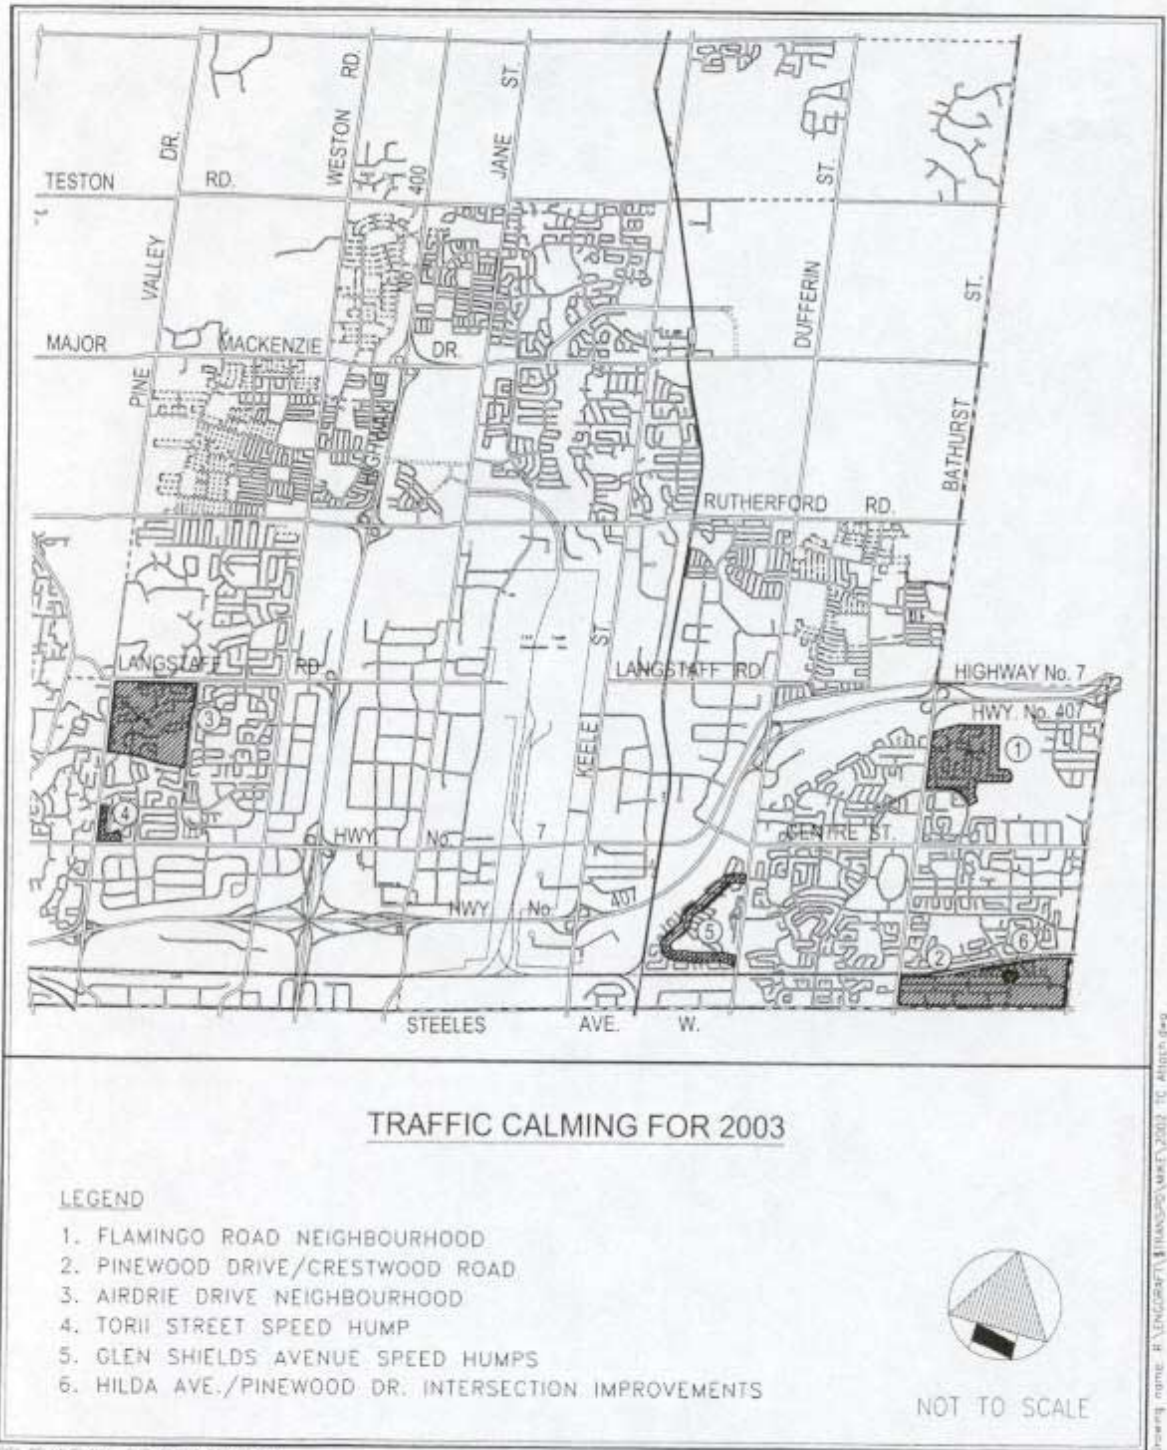 WESTON RD.
JANE ST.
400
DR.
TESTON RD.
ST.
VALLEY
DUFFERIN
ST.
No
MAJOR MACKENZIE DR.
PINE
HIGHWAY
BATHURST
RUTHERFORD RD.
ST.
LANGSTAFF RD.
LANGSTAFF RD.
HIGHWAY No. 7
3
HWY. No. 407
1
KEELE
4
HWY No. 7
CENTRE ST.
HWY No. 407
5
6
2
STEELES AVE. W.
TRAFFIC CALMING FOR 2003
LEGEND
1. FLAMINGO ROAD NEIGHBOURHOOD
2. PINEWOOD DRIVE/CRESTWOOD ROAD
3. AIRDRIE DRIVE NEIGHBOURHOOD
4. TORII STREET SPEED HUMP
5. GLEN SHIELDS AVENUE SPEED HUMPS
6. HILDA AVE./PINEWOOD DR. INTERSECTION IMPROVEMENTS
NOT TO SCALE